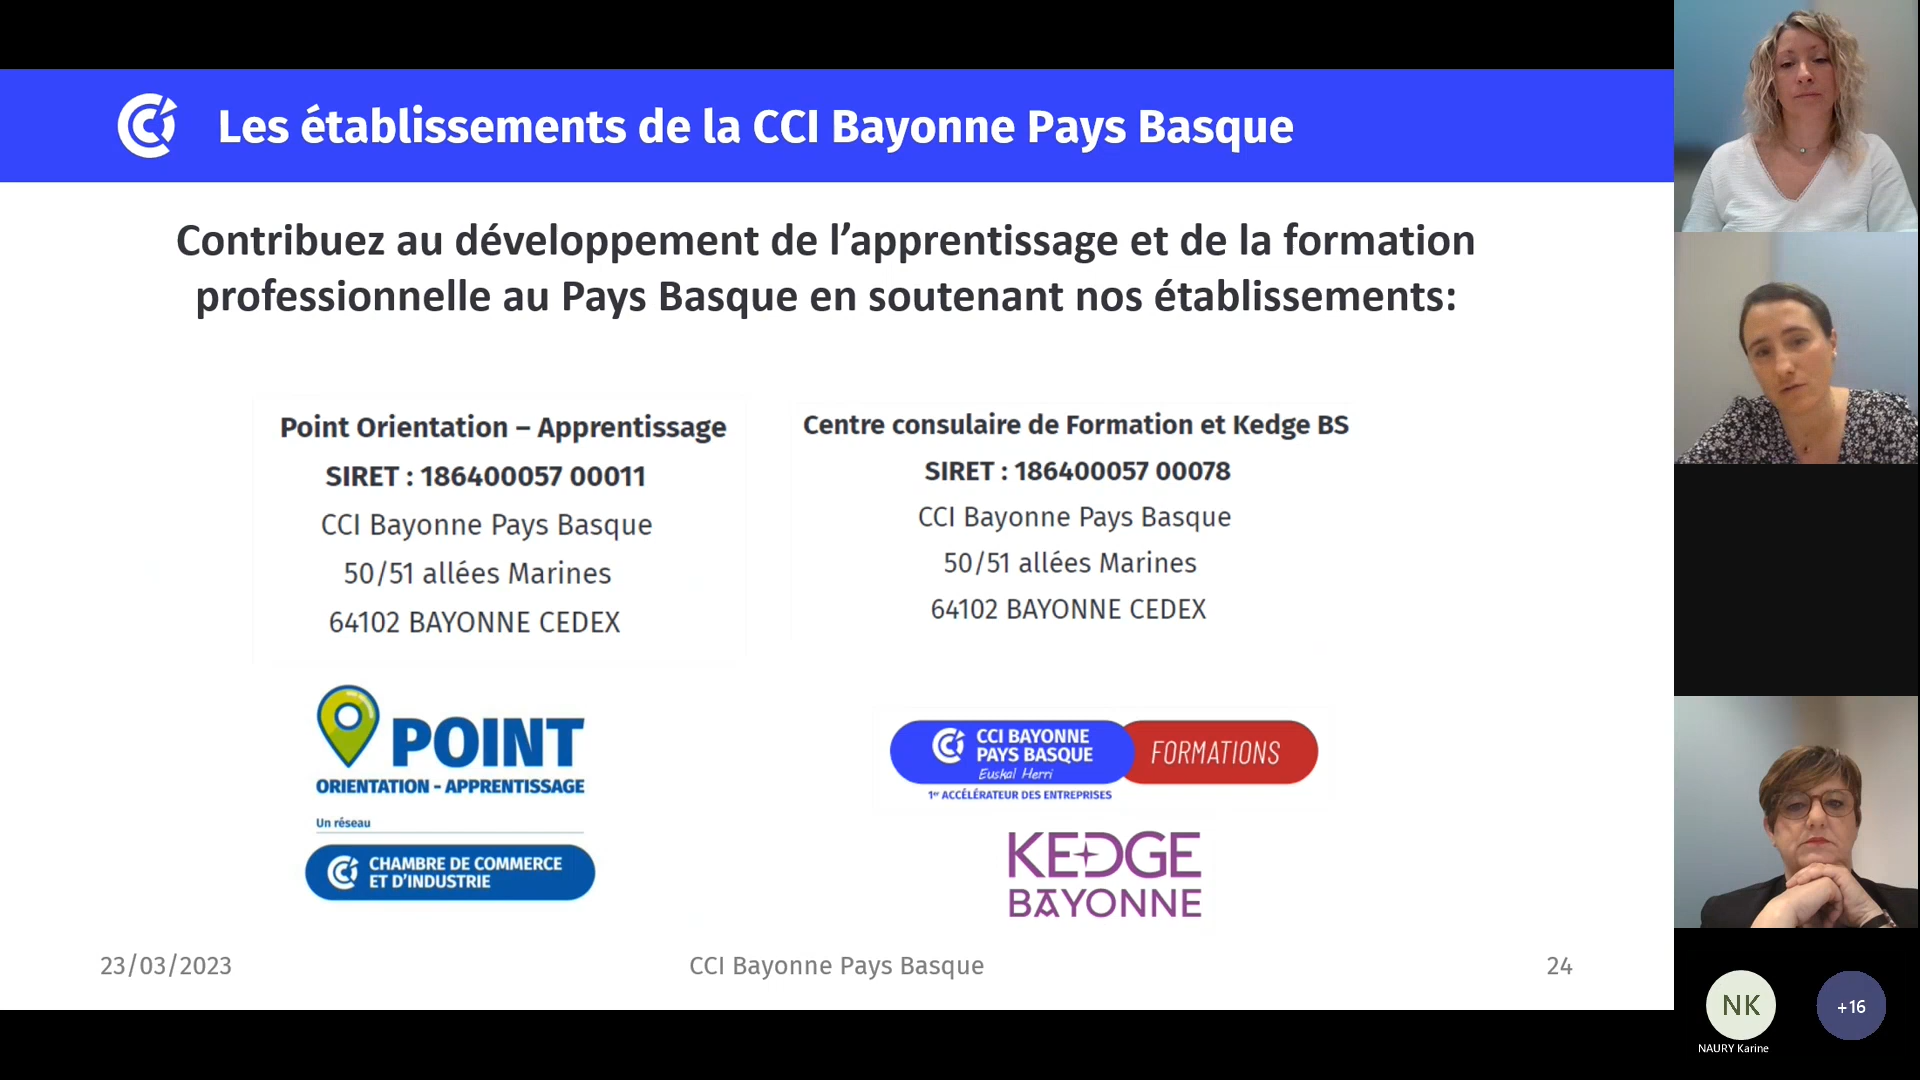 Les établissements de la CCI Bayonne Pays Basque
Contribuez au développement de l’apprentissage et de la formation
professionnelle au Pays Basque en soutenant nos établissements:
Point Orientation – Apprentissage
SIRET : 186400057 00011
CCI Bayonne Pays Basque
50/51 allées Marines
64102 BAYONNE CEDEX
Centre consulaire de Formation et Kedge BS
SIRET : 186400057 00078
CCI Bayonne Pays Basque
50/51 allées Marines
64102 BAYONNE CEDEX
POINT
ORIENTATION - APPRENTISSAGE
Un réseau
CHAMBRE DE COMMERCE
ET D'INDUSTRIE
CCI BAYONNE
PAYS BASQUE
Euskal Herri
FORMATIONS
1er ACCÉLÉRATEUR DES ENTREPRISES
KEDGE
BAYONNE
23/03/2023
CCI Bayonne Pays Basque
24
NK
+16
NAURY Karine